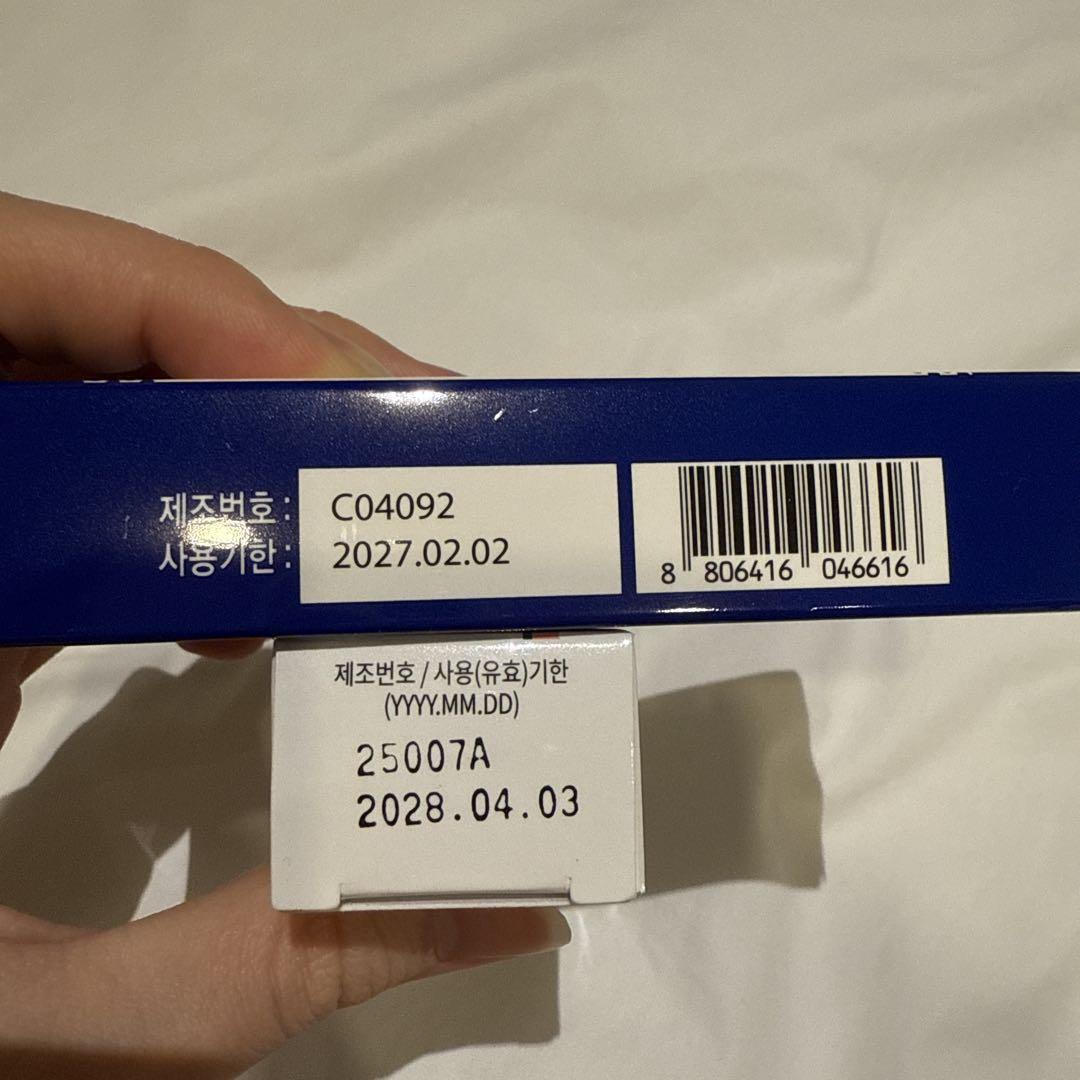 제조번호 : C04092
사용기한 : 2027.02.02
8 806416 046616
제조번호 / 사용(유효)기한
(YYYY.MM.DD)
25007A
2028.04.03